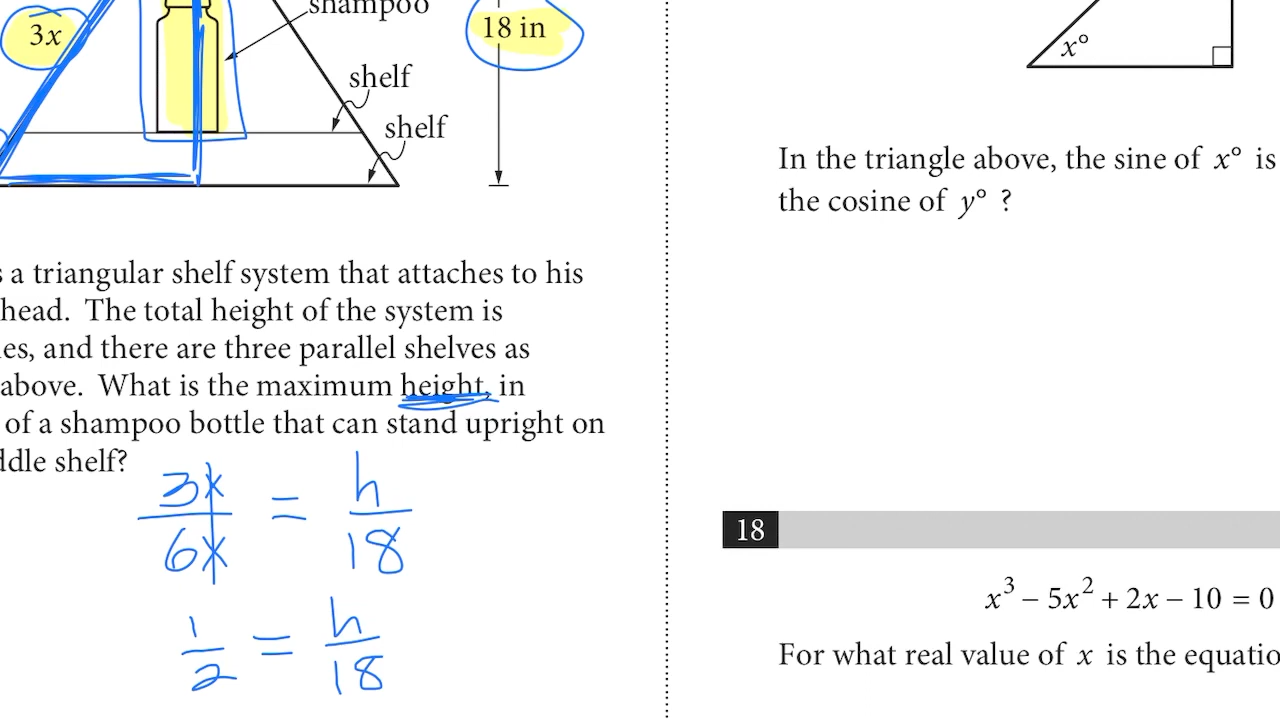 shampoo
3x
18 in
shelf
shelf
s a triangular shelf system that attaches to his
head. The total height of the system is
es, and there are three parallel shelves as
above. What is the maximum height, in
of a shampoo bottle that can stand upright on
ddle shelf?
3x/6x = h/18
1/2 = h/18
x°
In the triangle above, the sine of x° is
the cosine of y° ?
18
x³ − 5x² + 2x − 10 = 0
For what real value of x is the equatio